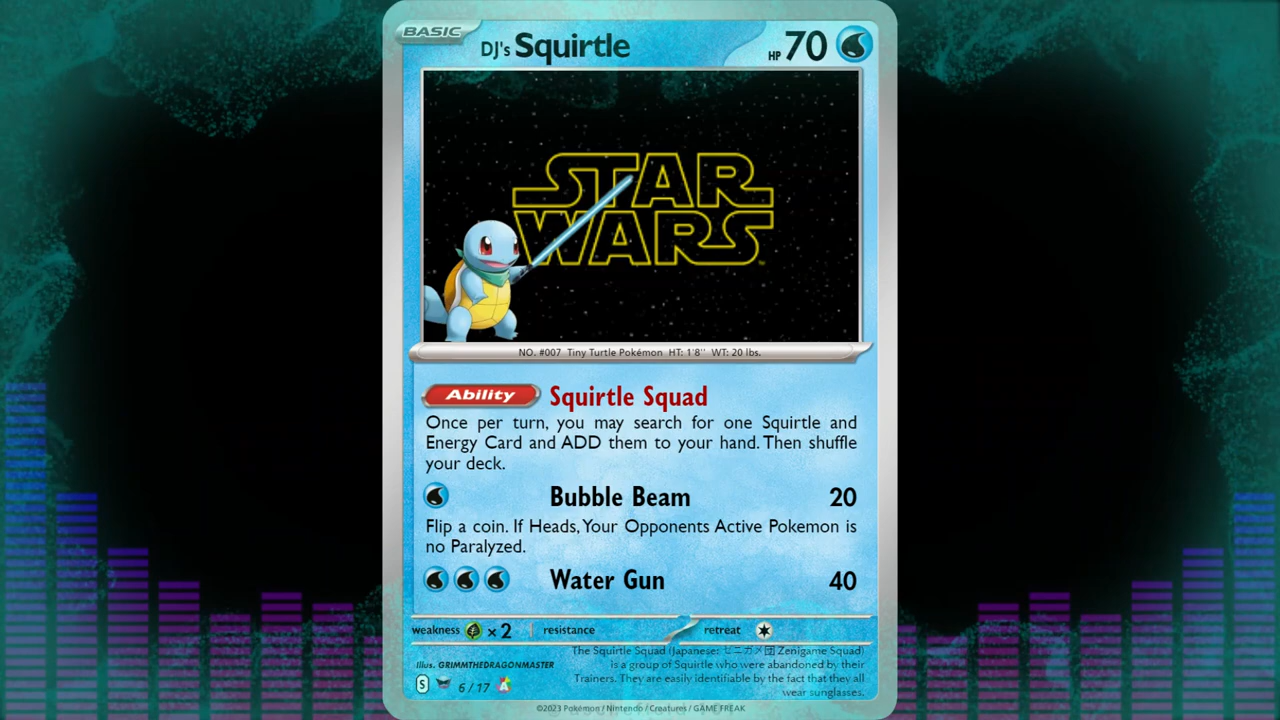 BASIC
DJ's Squirtle
HP 70
STAR
WARS
NO. #007 Tiny Turtle Pokémon HT: 1'8'' WT: 20 lbs.
Ability Squirtle Squad
Once per turn, you may search for one Squirtle and
Energy Card and ADD them to your hand. Then shuffle
your deck.
Bubble Beam 20
Flip a coin. If Heads, Your Opponents Active Pokemon is
no Paralyzed.
Water Gun 40
weakness ×2 resistance retreat
The Squirtle Squad (Japanese: ゼニガメ団 Zenigame Squad)
is a group of Squirtle who were abandoned by their
Trainers. They are easily identifiable by the fact that they all
wear sunglasses.
Illus. GRIMMTHEDRAGONMASTER
S 6 / 17
©2023 Pokémon / Nintendo / Creatures / GAME FREAK